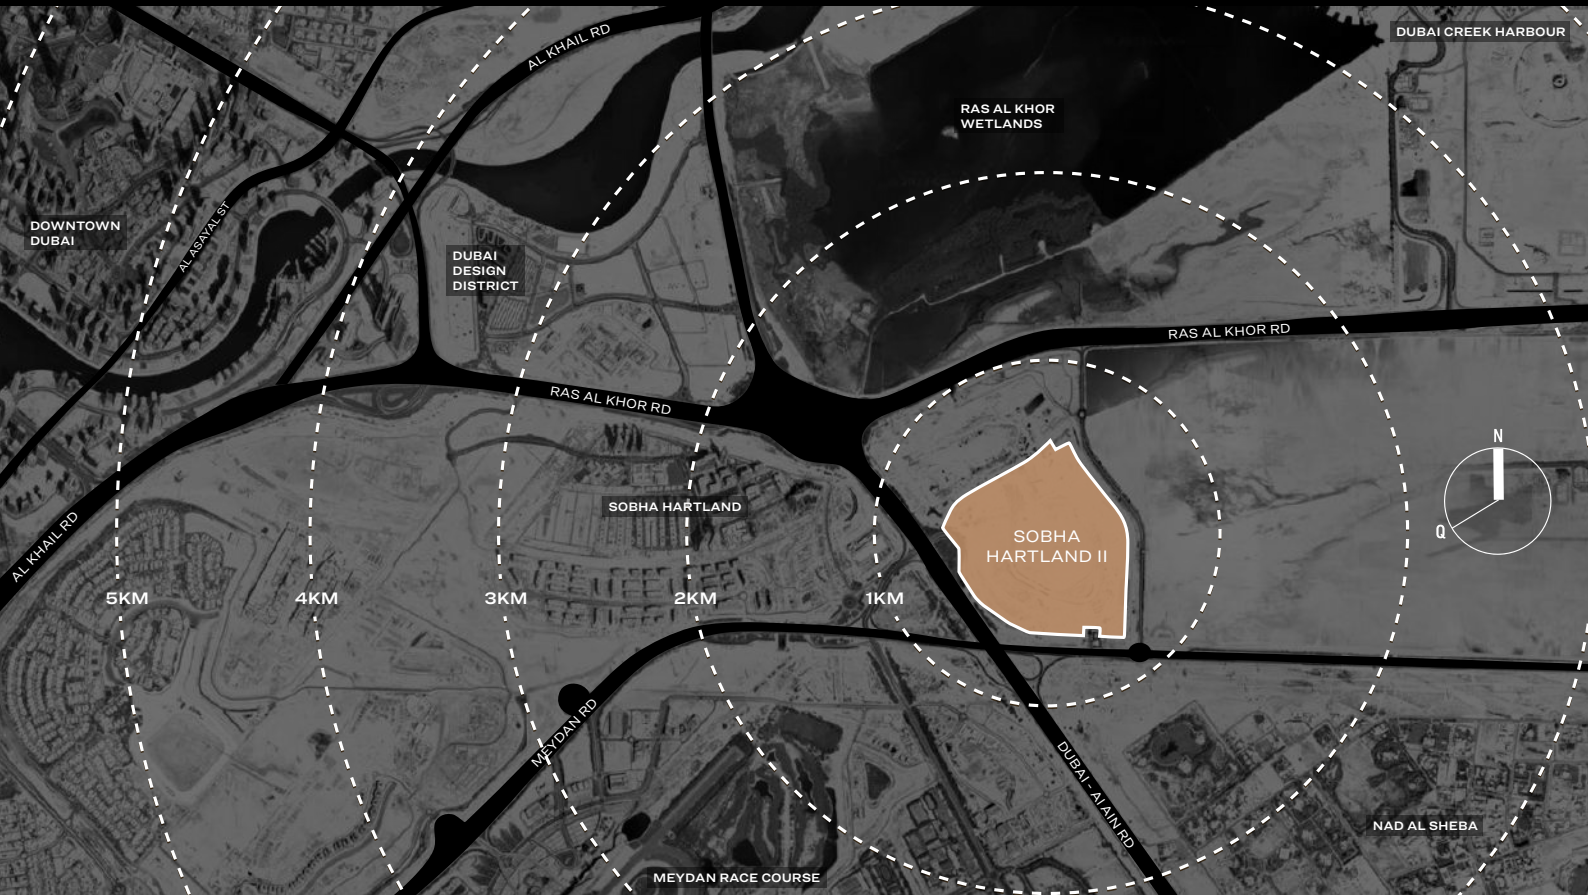 DUBAI CREEK HARBOUR
AL KHAIL RD
RAS AL KHOR
WETLANDS
DOWNTOWN
DUBAI
AL ASAYAL ST
DUBAI
DESIGN
DISTRICT
RAS AL KHOR RD
RAS AL KHOR RD
N
Q
SOBHA HARTLAND
SOBHA
HARTLAND II
AL KHAIL RD
5KM
4KM
3KM
2KM
1KM
MEYDAN RD
DUBAI - Al AIN RD
NAD AL SHEBA
MEYDAN RACE COURSE